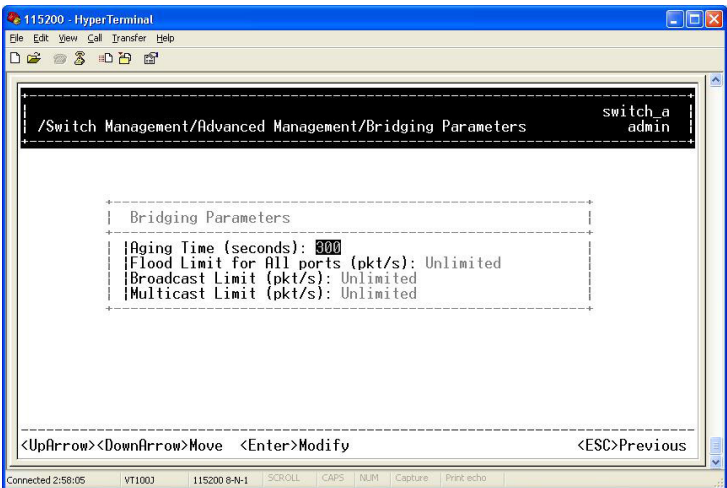 115200 - HyperTerminal
File Edit View Call Transfer Help
switch_a
/Switch Management/Advanced Management/Bridging Parameters admin
Bridging Parameters
Aging Time (seconds): 300
Flood Limit for All ports (pkt/s): Unlimited
Broadcast Limit (pkt/s): Unlimited
Multicast Limit (pkt/s): Unlimited
<UpArrow><DownArrow>Move <Enter>Modify <ESC>Previous
Connected 2:58:05 VT100J 115200 8-N-1 SCROLL CAPS NUM Capture Print echo